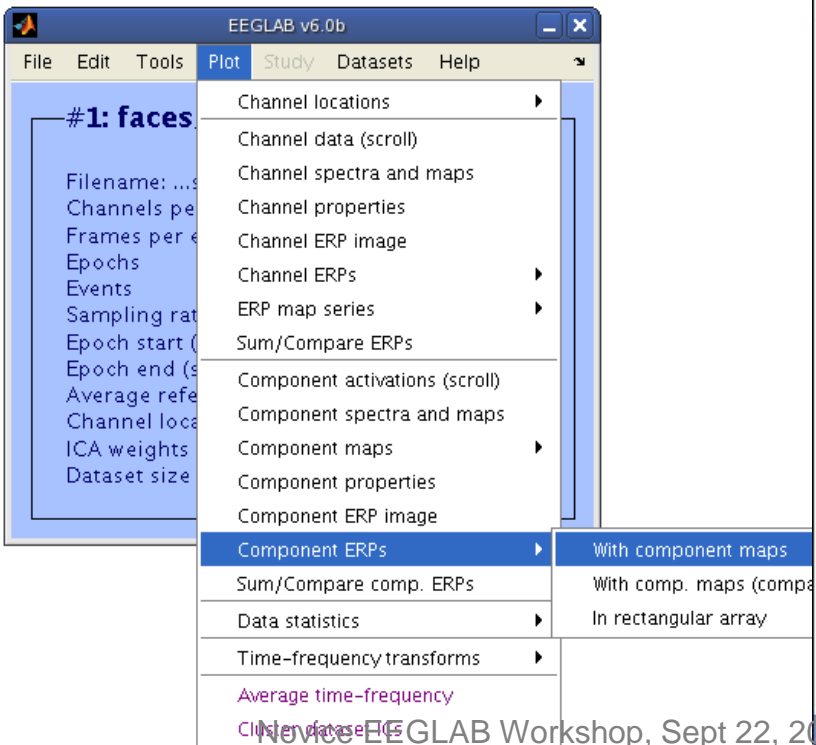 EEGLAB v6.0b
File Edit Tools Plot Study Datasets Help
#1: faces
Filename: ...s
Channels pe
Frames per e
Epochs
Events
Sampling rat
Epoch start (
Epoch end (s
Average refe
Channel loca
ICA weights
Dataset size
Channel locations
Channel data (scroll)
Channel spectra and maps
Channel properties
Channel ERP image
Channel ERPs
ERP map series
Sum/Compare ERPs
Component activations (scroll)
Component spectra and maps
Component maps
Component properties
Component ERP image
Component ERPs
Sum/Compare comp. ERPs
Data statistics
Time-frequency transforms
Average time-frequency
Cluster dataset ICs
With component maps
With comp. maps (compa
In rectangular array
Novice EEGLAB Workshop, Sept 22, 20